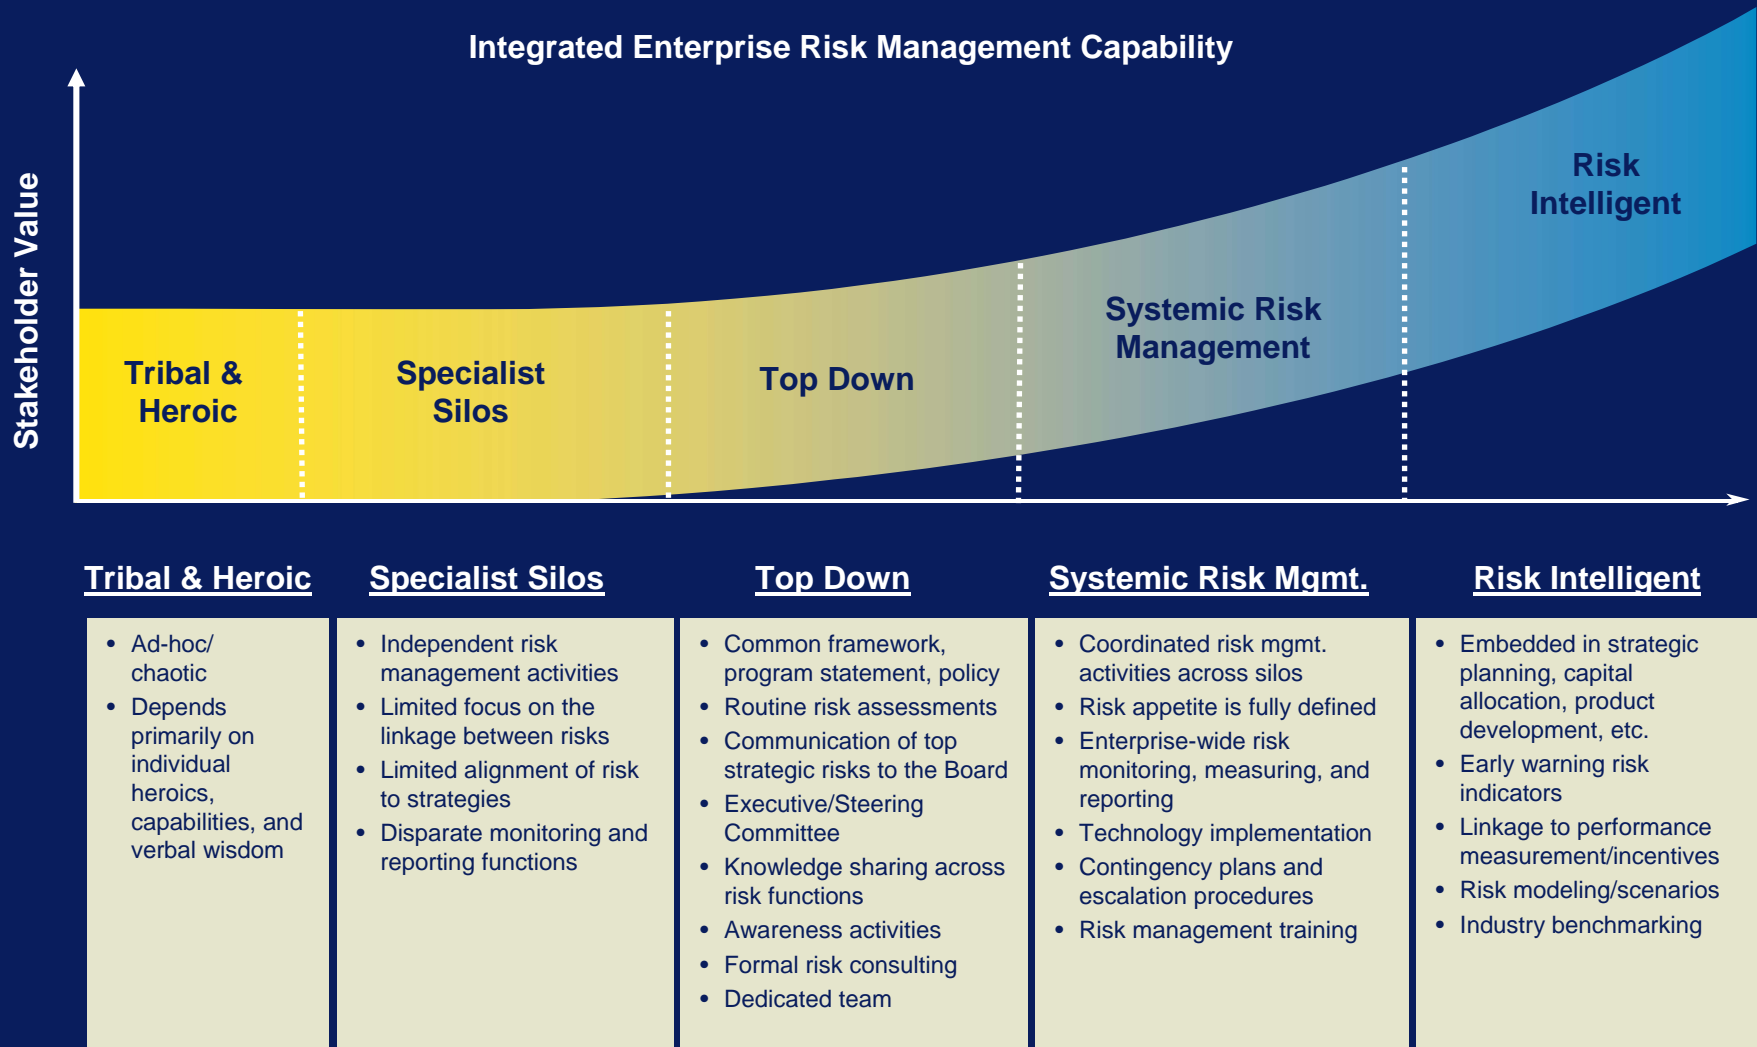 Integrated Enterprise Risk Management Capability
Stakeholder Value
Tribal &
Heroic
Specialist
Silos
Top Down
Systemic Risk
Management
Risk
Intelligent
Tribal & Heroic
• Ad-hoc/
chaotic
• Depends
primarily on
individual
heroics,
capabilities, and
verbal wisdom
Specialist Silos
• Independent risk
management activities
• Limited focus on the
linkage between risks
• Limited alignment of risk
to strategies
• Disparate monitoring and
reporting functions
Top Down
• Common framework,
program statement, policy
• Routine risk assessments
• Communication of top
strategic risks to the Board
• Executive/Steering
Committee
• Knowledge sharing across
risk functions
• Awareness activities
• Formal risk consulting
• Dedicated team
Systemic Risk Mgmt.
• Coordinated risk mgmt.
activities across silos
• Risk appetite is fully defined
• Enterprise-wide risk
monitoring, measuring, and
reporting
• Technology implementation
• Contingency plans and
escalation procedures
• Risk management training
Risk Intelligent
• Embedded in strategic
planning, capital
allocation, product
development, etc.
• Early warning risk
indicators
• Linkage to performance
measurement/incentives
• Risk modeling/scenarios
• Industry benchmarking